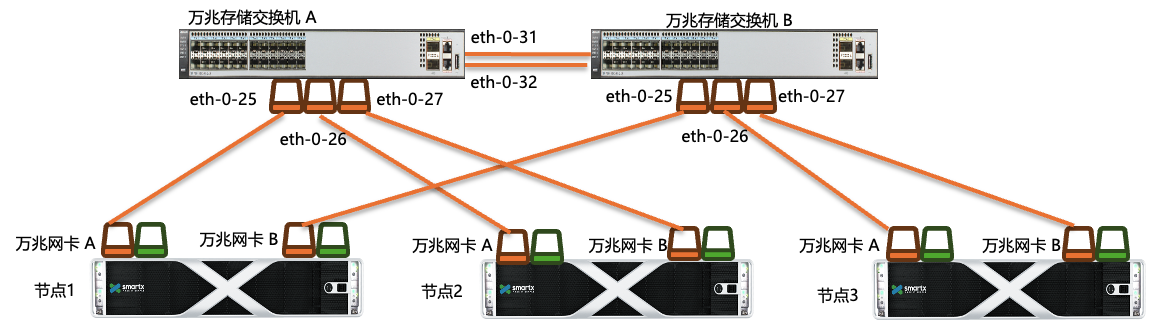 万兆存储交换机 A
万兆存储交换机 B
eth-0-31
eth-0-32
eth-0-25
eth-0-27
eth-0-26
eth-0-25
eth-0-27
eth-0-26
万兆网卡 A
万兆网卡 B
万兆网卡 A
万兆网卡 B
万兆网卡 A
万兆网卡 B
节点1
smartx
节点2
smartx
节点3
smartx